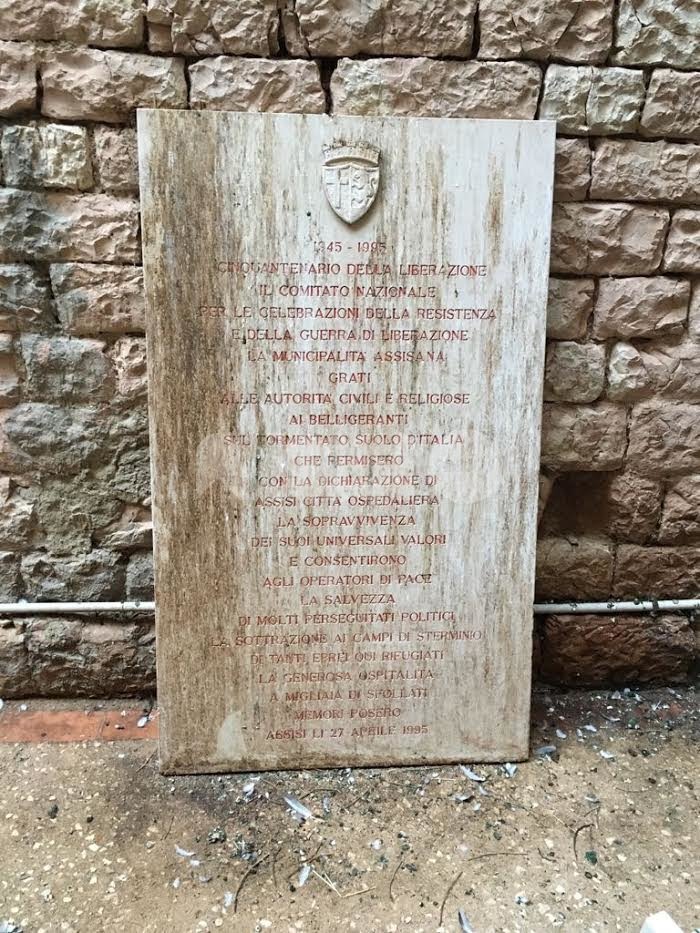 1945 - 1995
CINQUANTENARIO DELLA LIBERAZIONE
IL COMITATO NAZIONALE
PER LE CELEBRAZIONI DELLA RESISTENZA
E DELLA GUERRA DI LIBERAZIONE
LA MUNICIPALITA ASSISANA
GRATI
ALLE AUTORITÀ CIVILI E RELIGIOSE
AI BELLIGERANTI
SUL TORMENTATO SUOLO D'ITALIA
CHE PERMISERO
CON LA DICHIARAZIONE DI
ASSISI CITTÀ OSPEDALIERA
LA SOPRAVVIVENZA
DEI SUOI UNIVERSALI VALORI
E CONSENTIRONO
AGLI OPERATORI DI PACE
LA SALVEZZA
DI MOLTI PERSEGUITATI POLITICI
LA SOTTRAZIONE AI CAMPI DI STERMINIO
DI TANTI EBREI QUI RIFUGIATI
LA GENEROSA OSPITALITÀ
A MIGLIAIA DI SFOLLATI
MEMORI POSERO
ASSISI LI 27 APRILE 1995